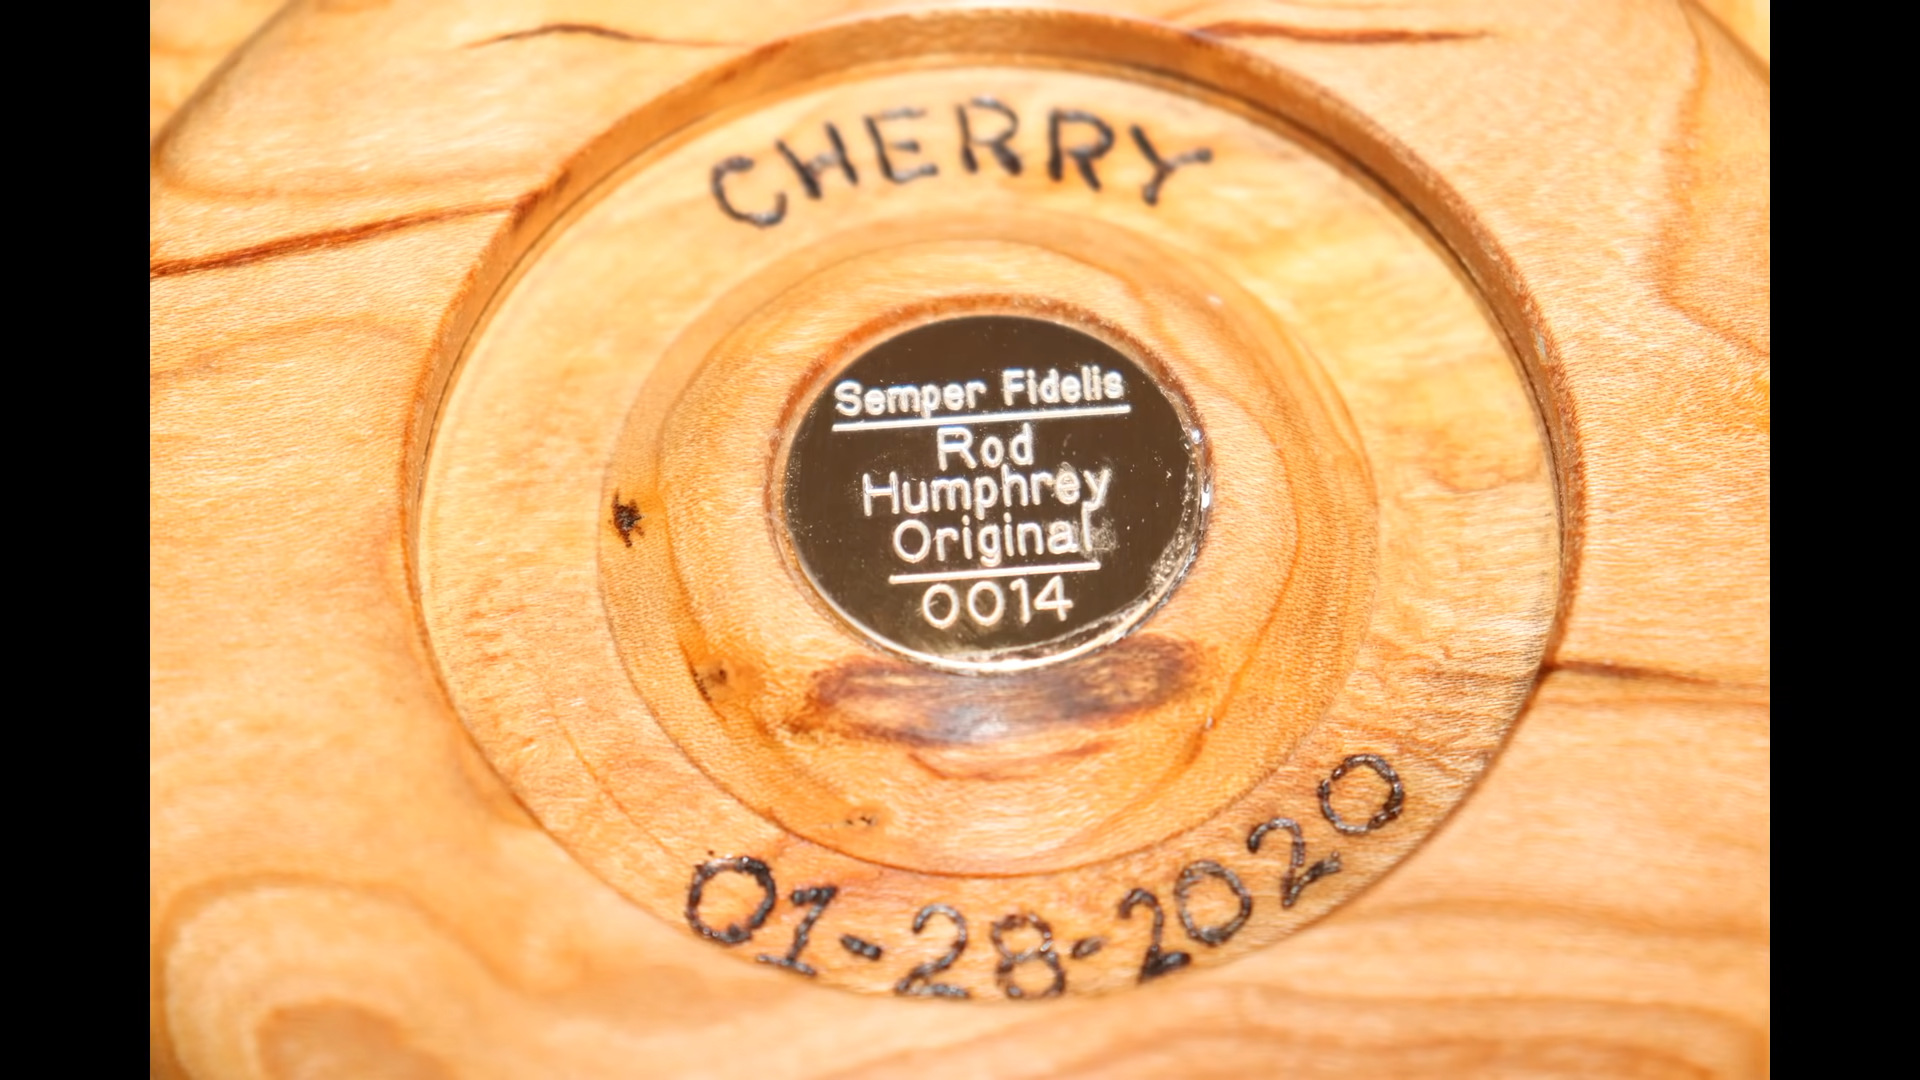 CHERRY
Semper Fidelis
Rod
Humphrey
Original
0014
01-28-2020